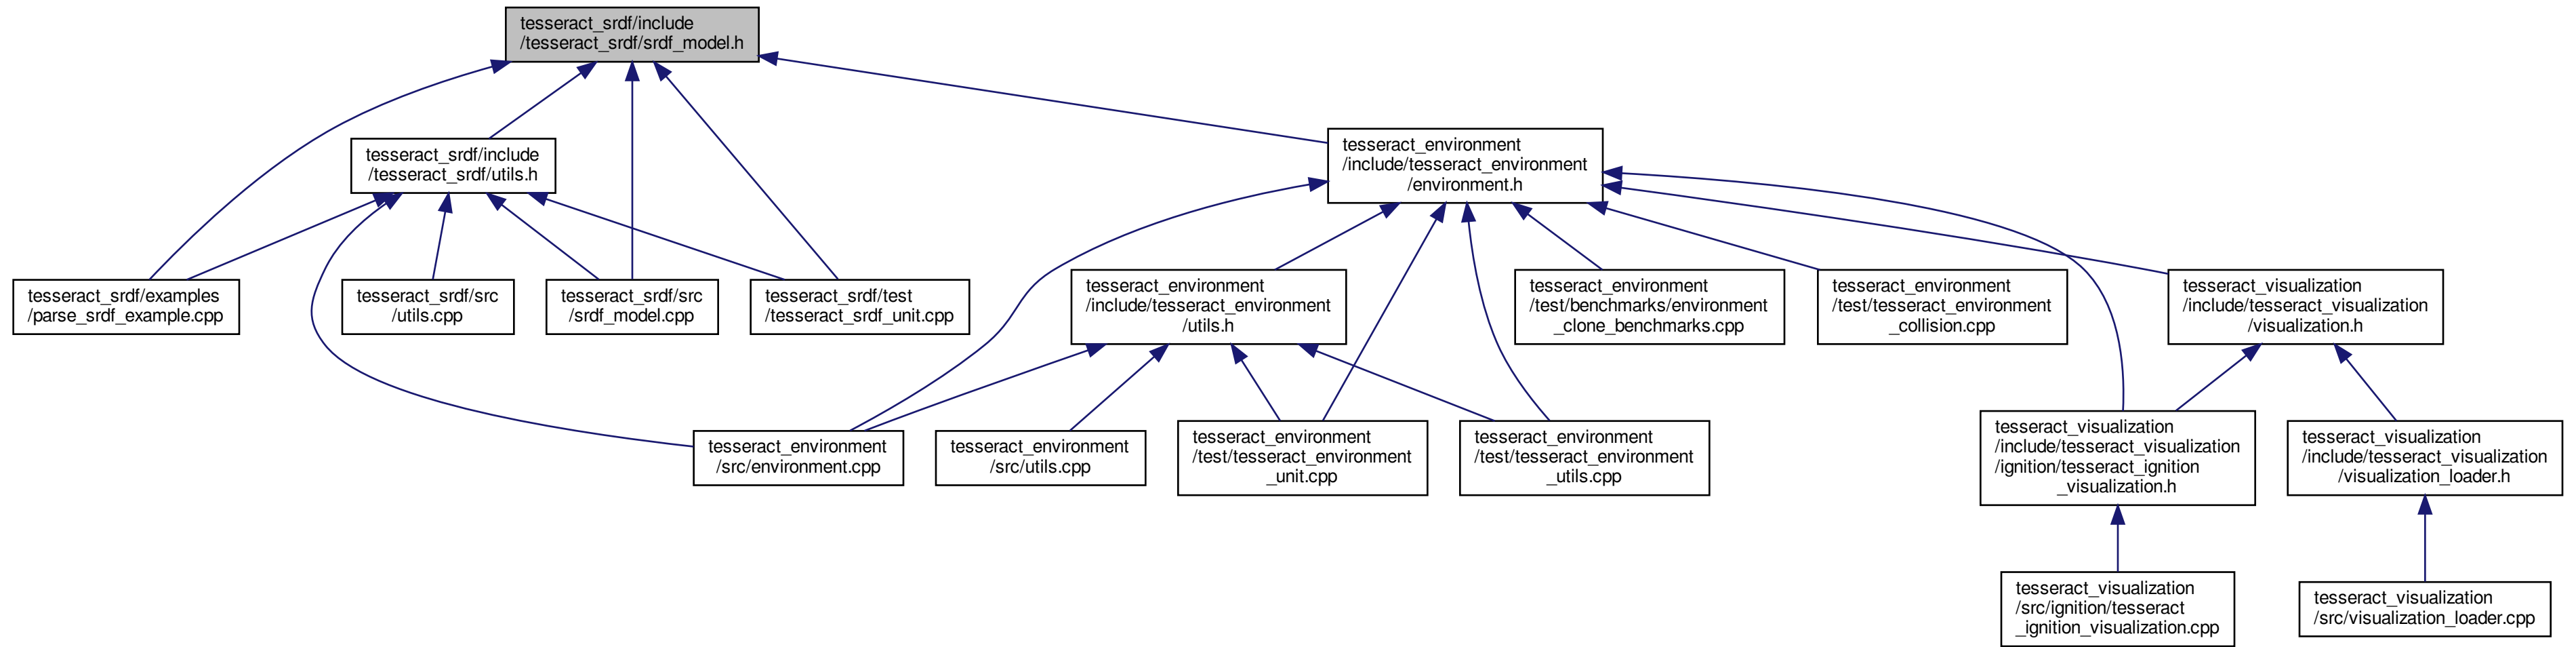 tesseract_srdf/include
/tesseract_srdf/srdf_model.h
tesseract_srdf/include
/tesseract_srdf/utils.h
tesseract_environment
/include/tesseract_environment
/environment.h
tesseract_srdf/examples
/parse_srdf_example.cpp
tesseract_srdf/src
/utils.cpp
tesseract_srdf/src
/srdf_model.cpp
tesseract_srdf/test
/tesseract_srdf_unit.cpp
tesseract_environment
/include/tesseract_environment
/utils.h
tesseract_environment
/test/benchmarks/environment
_clone_benchmarks.cpp
tesseract_environment
/test/tesseract_environment
_collision.cpp
tesseract_visualization
/include/tesseract_visualization
/visualization.h
tesseract_environment
/src/environment.cpp
tesseract_environment
/src/utils.cpp
tesseract_environment
/test/tesseract_environment
_unit.cpp
tesseract_environment
/test/tesseract_environment
_utils.cpp
tesseract_visualization
/include/tesseract_visualization
/ignition/tesseract_ignition
_visualization.h
tesseract_visualization
/include/tesseract_visualization
/visualization_loader.h
tesseract_visualization
/src/ignition/tesseract
_ignition_visualization.cpp
tesseract_visualization
/src/visualization_loader.cpp